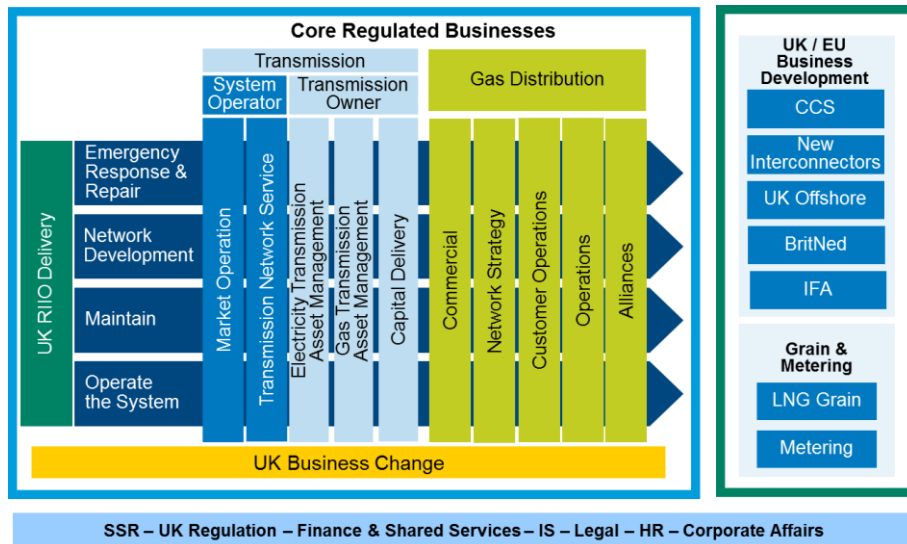 Core Regulated Businesses
Transmission
System
Operator
Transmission
Owner
Gas Distribution
UK RIIO Delivery
Emergency
Response &
Repair
Network
Development
Maintain
Operate
the System
Market Operation
Transmission Network Service
Electricity Transmission
Asset Management
Gas Transmission
Asset Management
Capital Delivery
Commercial
Network Strategy
Customer Operations
Operations
Alliances
UK Business Change
UK / EU
Business
Development
CCS
New
Interconnectors
UK Offshore
BritNed
IFA
Grain &
Metering
LNG Grain
Metering
SSR – UK Regulation – Finance & Shared Services – IS – Legal – HR – Corporate Affairs